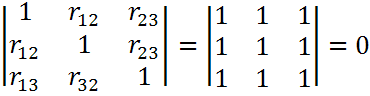 | 1 r₁₂ r₂₃ | | 1 1 1 |
| r₁₂ 1 r₂₃ | = | 1 1 1 | = 0
| r₁₃ r₃₂ 1 | | 1 1 1 |